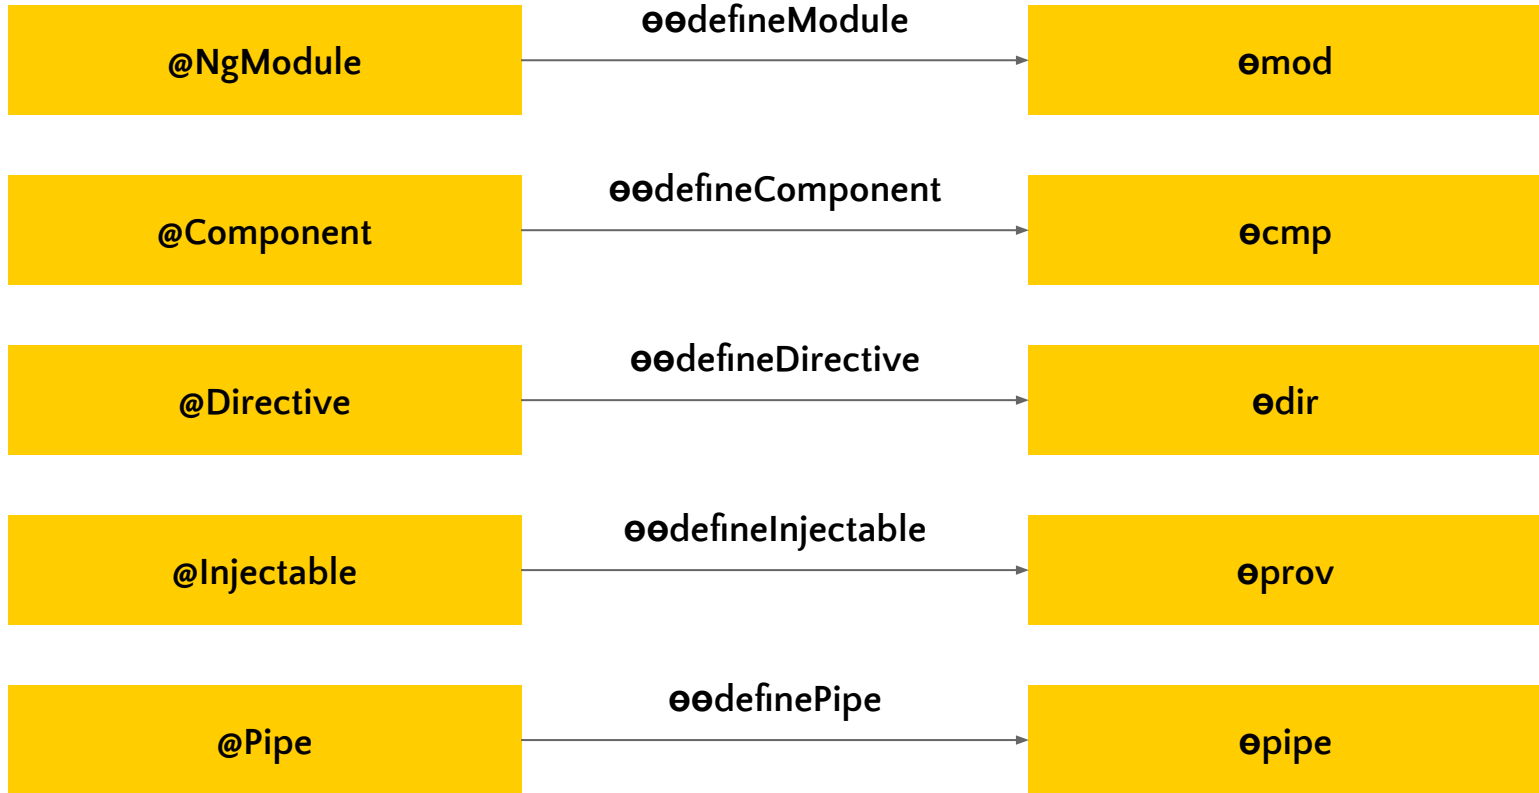 ɵɵdefineModule
@NgModule
ɵmod
ɵɵdefineComponent
@Component
ɵcmp
ɵɵdefineDirective
@Directive
ɵdir
ɵɵdefineInjectable
@Injectable
ɵprov
ɵɵdefinePipe
@Pipe
ɵpipe